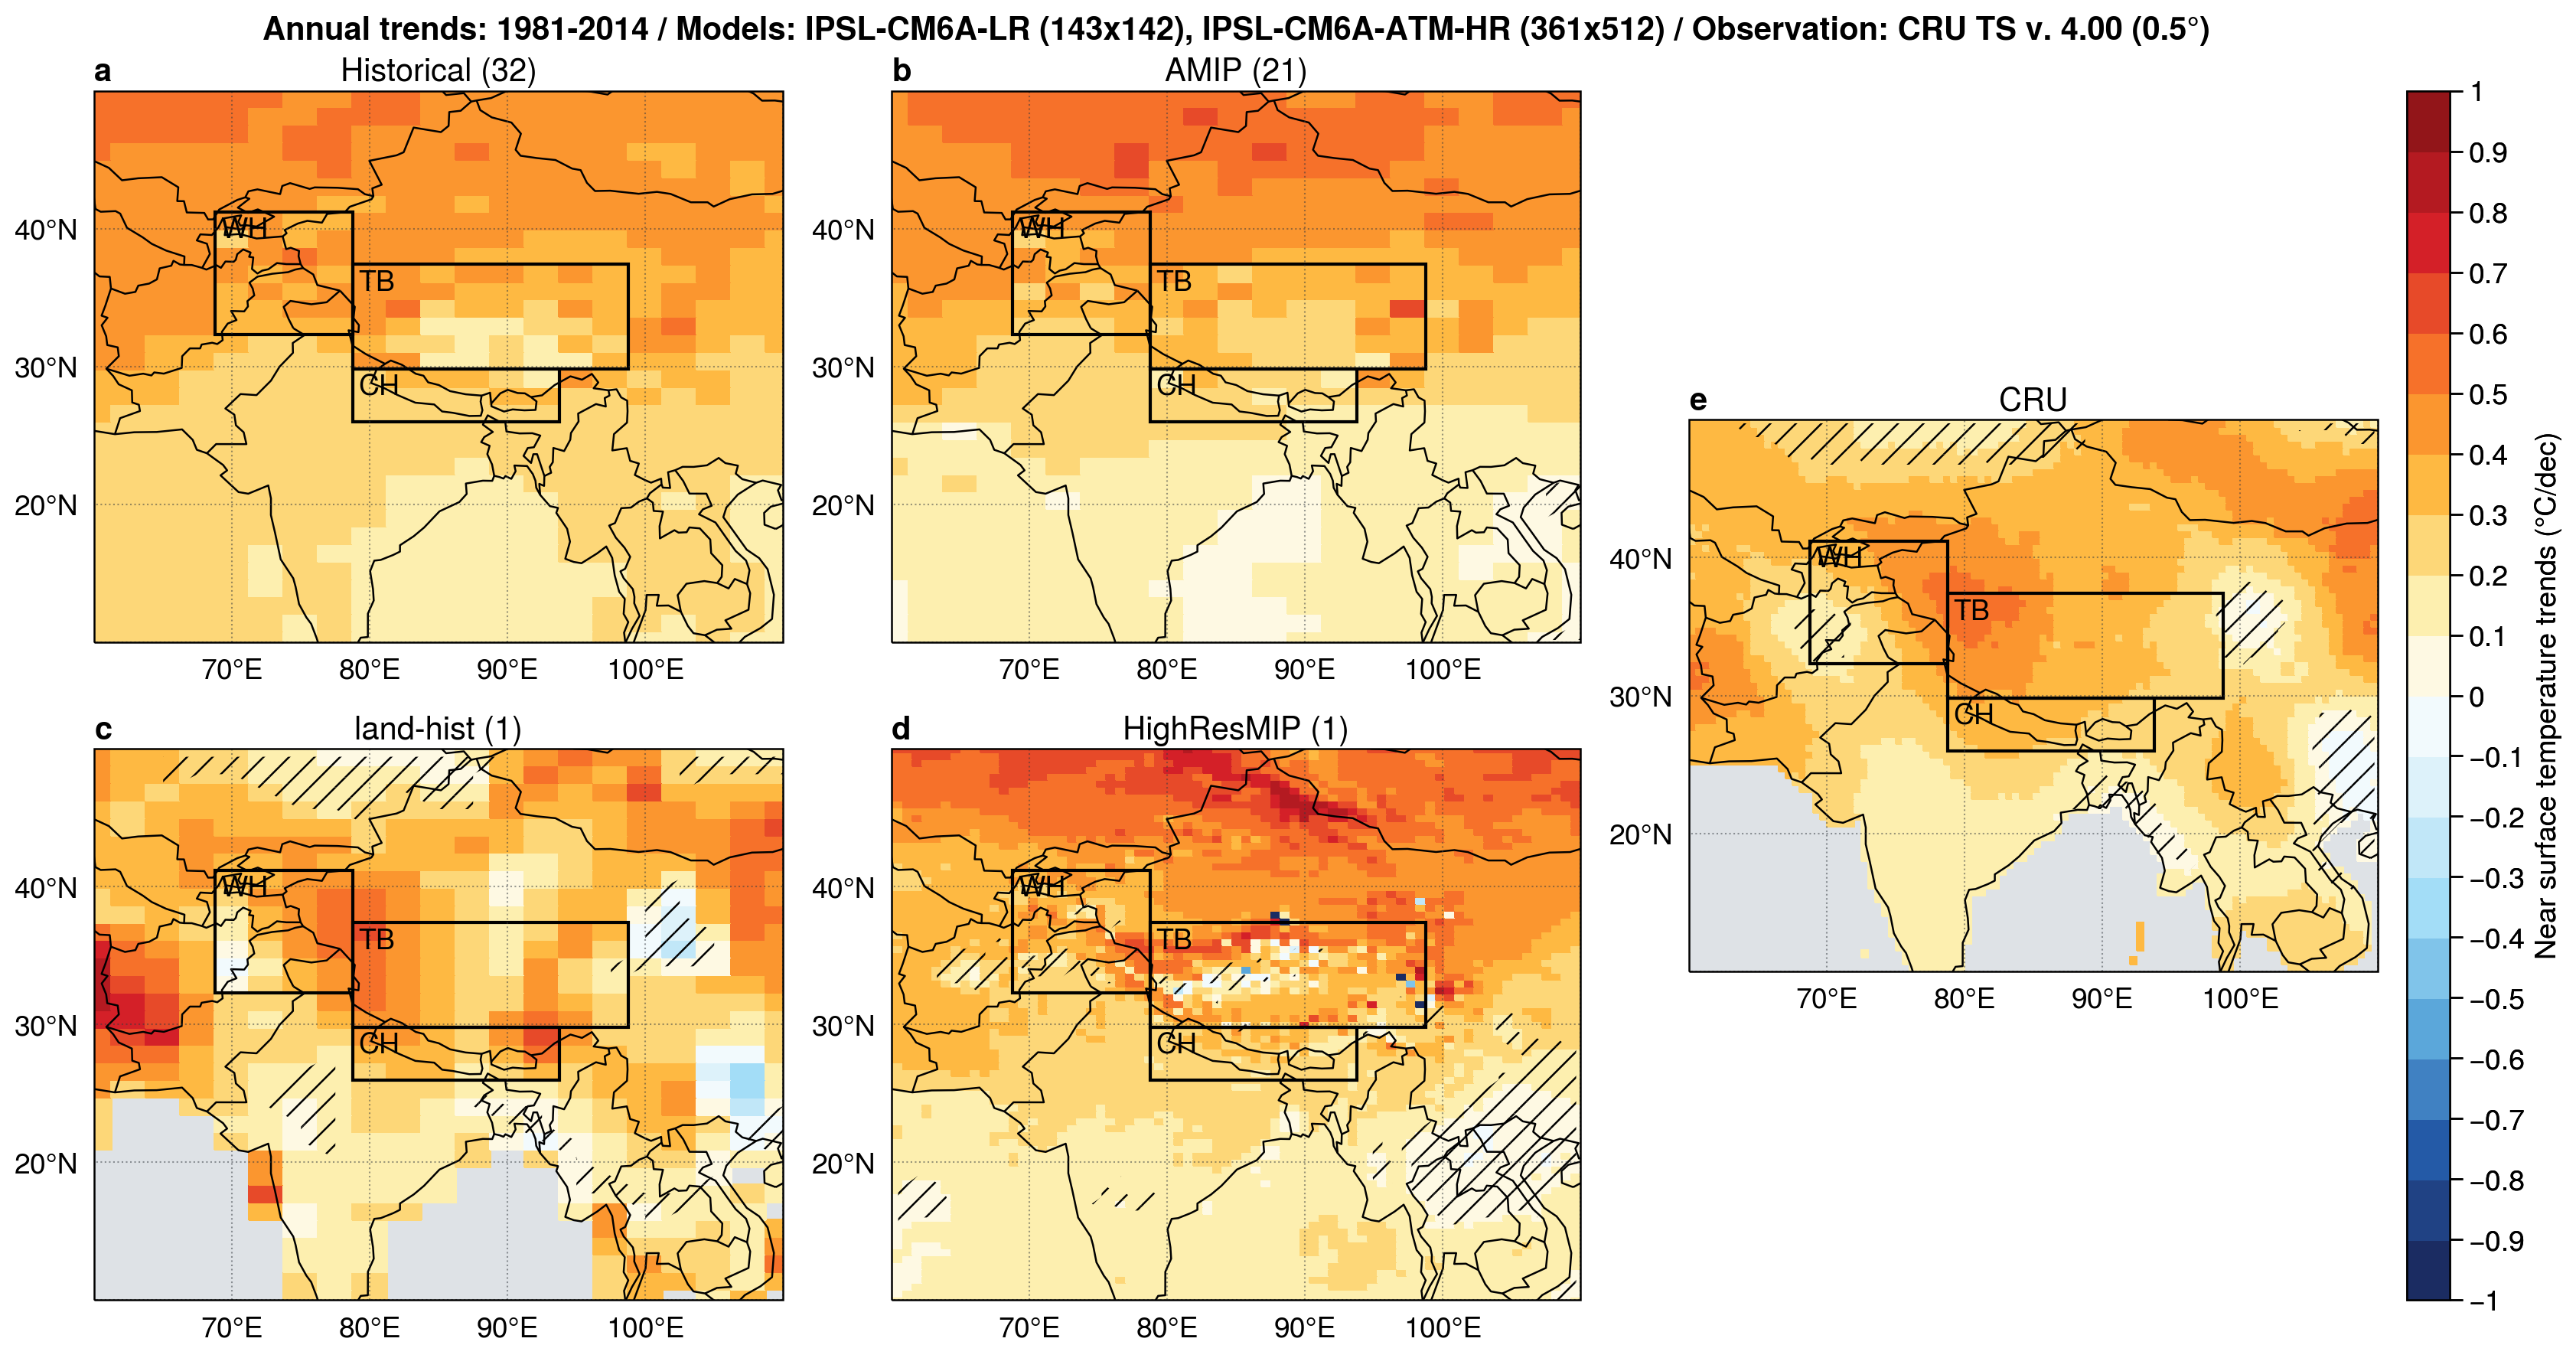 Annual trends: 1981-2014 / Models: IPSL-CM6A-LR (143x142), IPSL-CM6A-ATM-HR (361x512) / Observation: CRU TS v. 4.00 (0.5°)
a Historical (32)
40°N
30°N
20°N
WH
TB
CH
70°E 80°E 90°E 100°E
b AMIP (21)
40°N
30°N
20°N
WH
TB
CH
70°E 80°E 90°E 100°E
c land-hist (1)
40°N
30°N
20°N
WH
TB
CH
70°E 80°E 90°E 100°E
d HighResMIP (1)
40°N
30°N
20°N
WH
TB
CH
70°E 80°E 90°E 100°E
e CRU
40°N
30°N
20°N
WH
TB
CH
70°E 80°E 90°E 100°E
1
0.9
0.8
0.7
0.6
0.5
0.4
0.3
0.2
0.1
0
−0.1
−0.2
−0.3
−0.4
−0.5
−0.6
−0.7
−0.8
−0.9
−1
Near surface temperature trends (°C/dec)